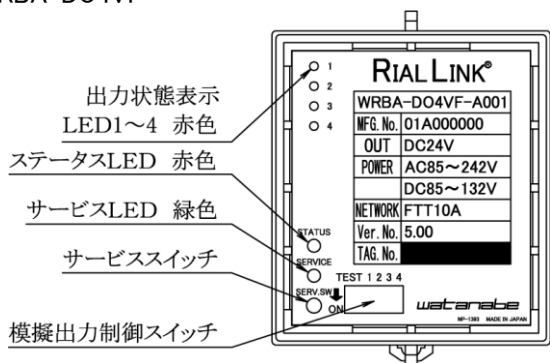 出力状態表示
LED1～4 赤色
ステータスLED 赤色
サービスLED 緑色
サービススイッチ
模擬出力制御スイッチ
1
2
3
4
RIAL LINK®
WRBA-DO4VF-A001
MFG. No. 01A000000
OUT DC24V
POWER AC85～242V
DC85～132V
NETWORK FTT10A
Ver. No. 5.00
TAG. No.
STATUS
SERVICE
SERV.SW
TEST 1 2 3 4
ON
watanabe
NP-1393 MADE IN JAPAN